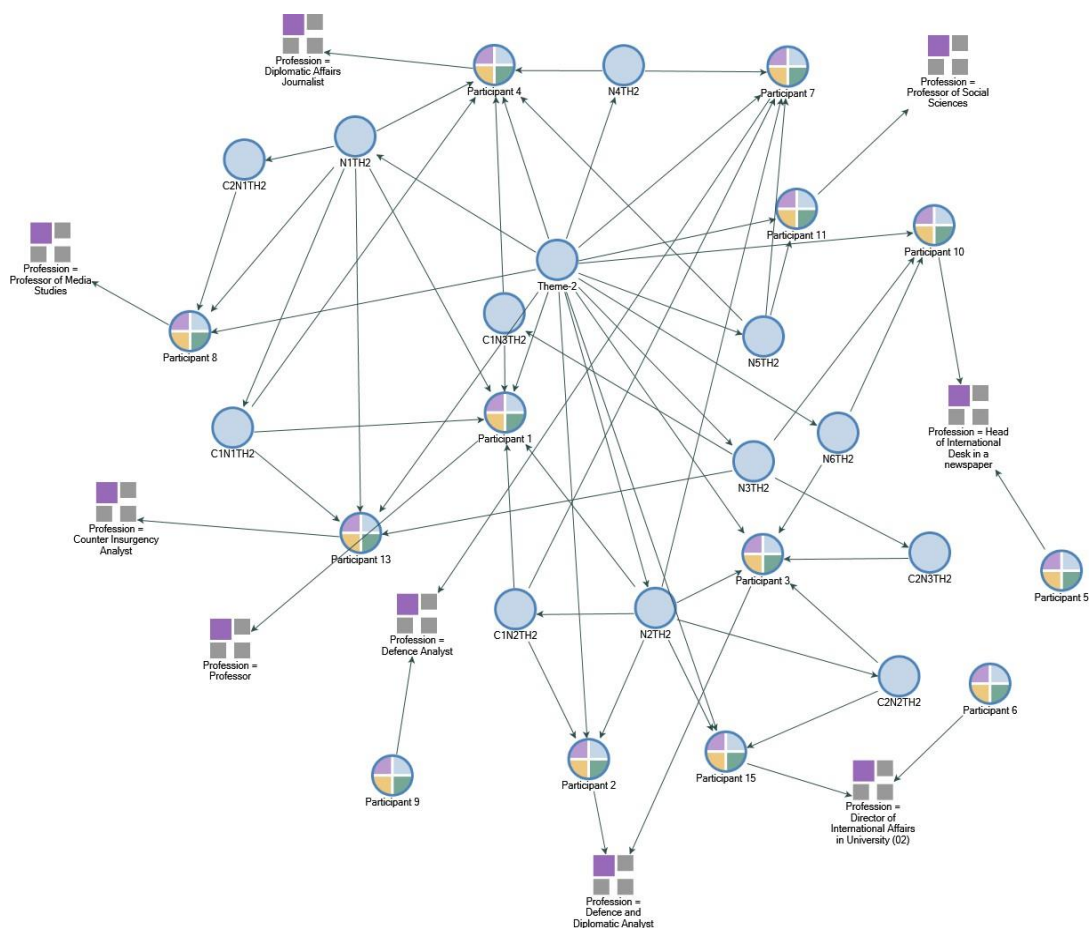 Profession =
Diplomatic Affairs
Journalist
Participant 4
N4TH2
Participant 7
Profession =
Professor of Social
Sciences
N1TH2
C2N1TH2
Participant 11
Participant 10
Profession =
Professor of Media
Studies
Theme-2
C1N3TH2
Participant 8
N5TH2
Participant 1
C1N1TH2
N6TH2
Profession = Head
of International
Desk in a
newspaper
N3TH2
Profession =
Counter Insurgency
Analyst
Participant 13
Participant 3
C2N3TH2
Participant 5
Profession =
Professor
Profession =
Defence Analyst
C1N2TH2
N2TH2
C2N2TH2
Participant 6
Participant 9
Participant 2
Participant 15
Profession =
Director of
International Affairs
in University (02)
Profession =
Defence and
Diplomatic Analyst